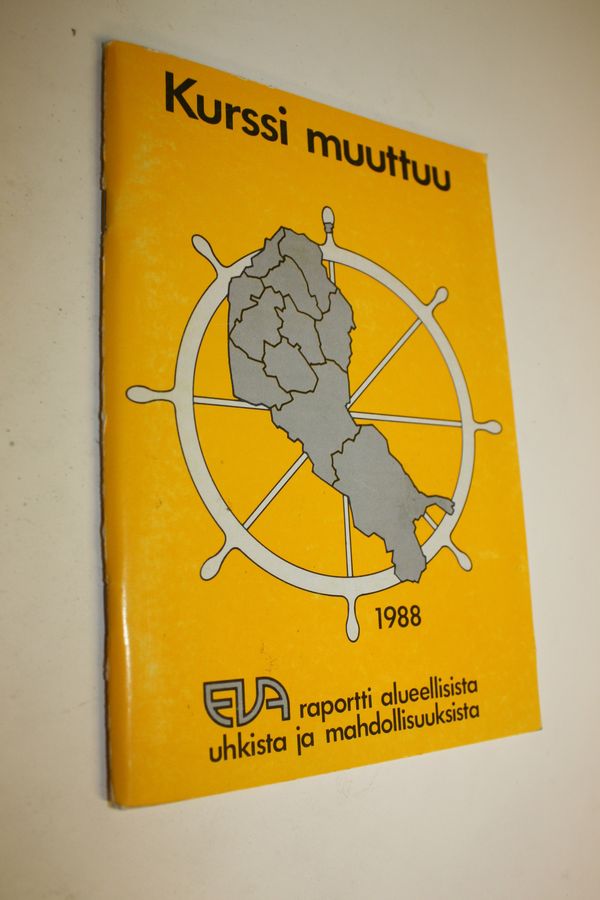 Kurssi muuttuu
1988
EVA raportti alueellisista
uhkista ja mahdollisuuksista